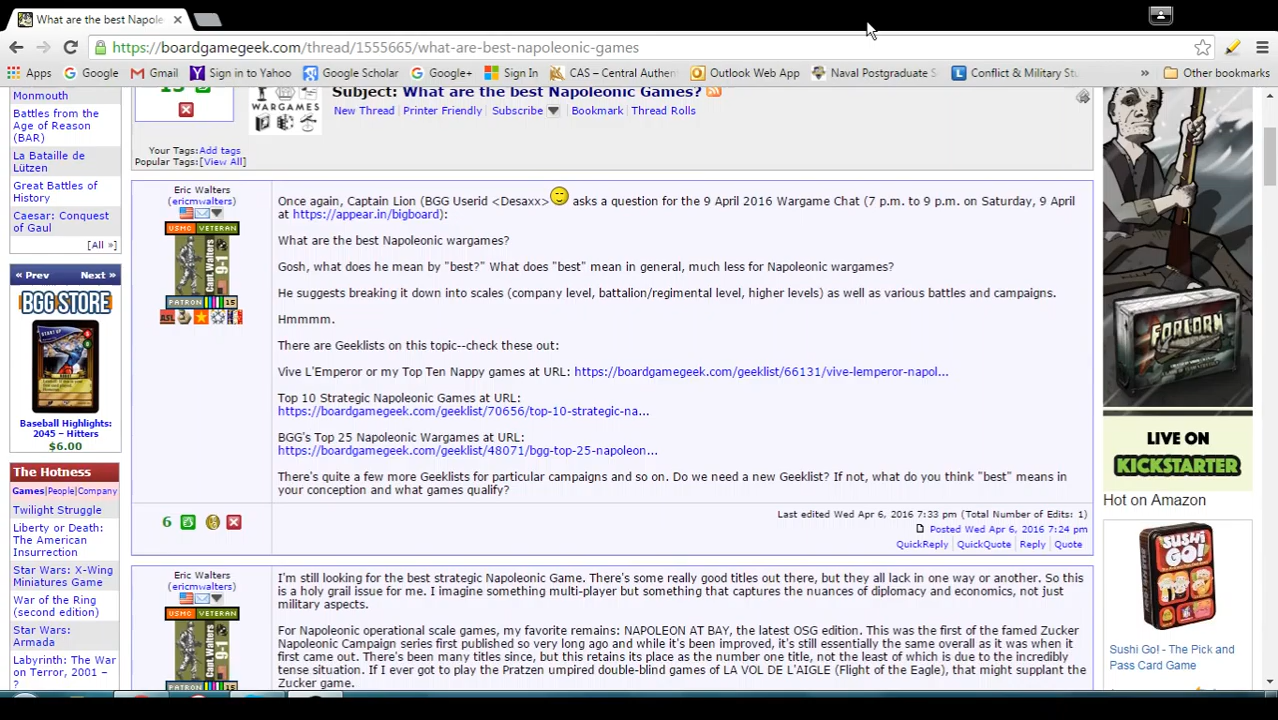 What are the best Napole
https://boardgamegeek.com/thread/1555665/what-are-best-napoleonic-games
Apps Google Gmail Sign in to Yahoo Google Scholar Google+ Sign In CAS – Central Authen Outlook Web App Naval Postgraduate S Conflict & Military Stu » Other bookmarks
Monmouth
Battles from the
Age of Reason
(BAR)
La Bataille de
Lützen
Great Battles of
History
Caesar: Conquest
of Gaul
[All »]
« Prev Next »
BGG STORE
START UP
Baseball Highlights:
2045 – Hitters
$6.00
The Hotness
Games|People|Company
Twilight Struggle
Liberty or Death:
The American
Insurrection
Star Wars: X-Wing
Miniatures Game
War of the Ring
(second edition)
Star Wars:
Armada
Labyrinth: The War
on Terror, 2001 –
?
WARGAMES
Subject: What are the best Napoleonic Games?
New Thread Printer Friendly Subscribe Bookmark Thread Rolls
Your Tags: Add tags
Popular Tags: [View All]
Eric Walters
(ericmwalters)
USMC VETERAN
Capt. Walters
9-1
PATRON 15
ASL
Once again, Captain Lion (BGG Userid <Desaxx> asks a question for the 9 April 2016 Wargame Chat (7 p.m. to 9 p.m. on Saturday, 9 April
at https://appear.in/bigboard):
What are the best Napoleonic wargames?
Gosh, what does he mean by "best?" What does "best" mean in general, much less for Napoleonic wargames?
He suggests breaking it down into scales (company level, battalion/regimental level, higher levels) as well as various battles and campaigns.
Hmmmm.
There are Geeklists on this topic--check these out:
Vive L'Emperor or my Top Ten Nappy games at URL: https://boardgamegeek.com/geeklist/66131/vive-lemperor-napol...
Top 10 Strategic Napoleonic Games at URL:
https://boardgamegeek.com/geeklist/70656/top-10-strategic-na...
BGG's Top 25 Napoleonic Wargames at URL:
https://boardgamegeek.com/geeklist/48071/bgg-top-25-napoleon...
There's quite a few more Geeklists for particular campaigns and so on. Do we need a new Geeklist? If not, what do you think "best" means in
your conception and what games qualify?
6
Last edited Wed Apr 6, 2016 7:33 pm (Total Number of Edits: 1)
Posted Wed Apr 6, 2016 7:24 pm
QuickReply QuickQuote Reply Quote
Eric Walters
(ericmwalters)
USMC VETERAN
Walters
9-1
PATRON 15
I'm still looking for the best strategic Napoleonic Game. There's some really good titles out there, but they all lack in one way or another. So this
is a holy grail issue for me. I imagine something multi-player but something that captures the nuances of diplomacy and economics, not just
military aspects.
For Napoleonic operational scale games, my favorite remains: NAPOLEON AT BAY, the latest OSG edition. This was the first of the famed Zucker
Napoleonic Campaign series first published so very long ago and while it's been improved, it's still essentially the same overall as it was when it
first came out. There's been many titles since, but this retains its place as the number one title, not the least of which is due to the incredibly
tense situation. If I ever got to play the Pratzen umpired double-blind games of LA VOL DE L'AIGLE (Flight of the Eagle), that might supplant the
Zucker game.
FORLORN
LIVE ON
KICKSTARTER
Hot on Amazon
SUSHI GO!
Sushi Go! - The Pick and
Pass Card Game